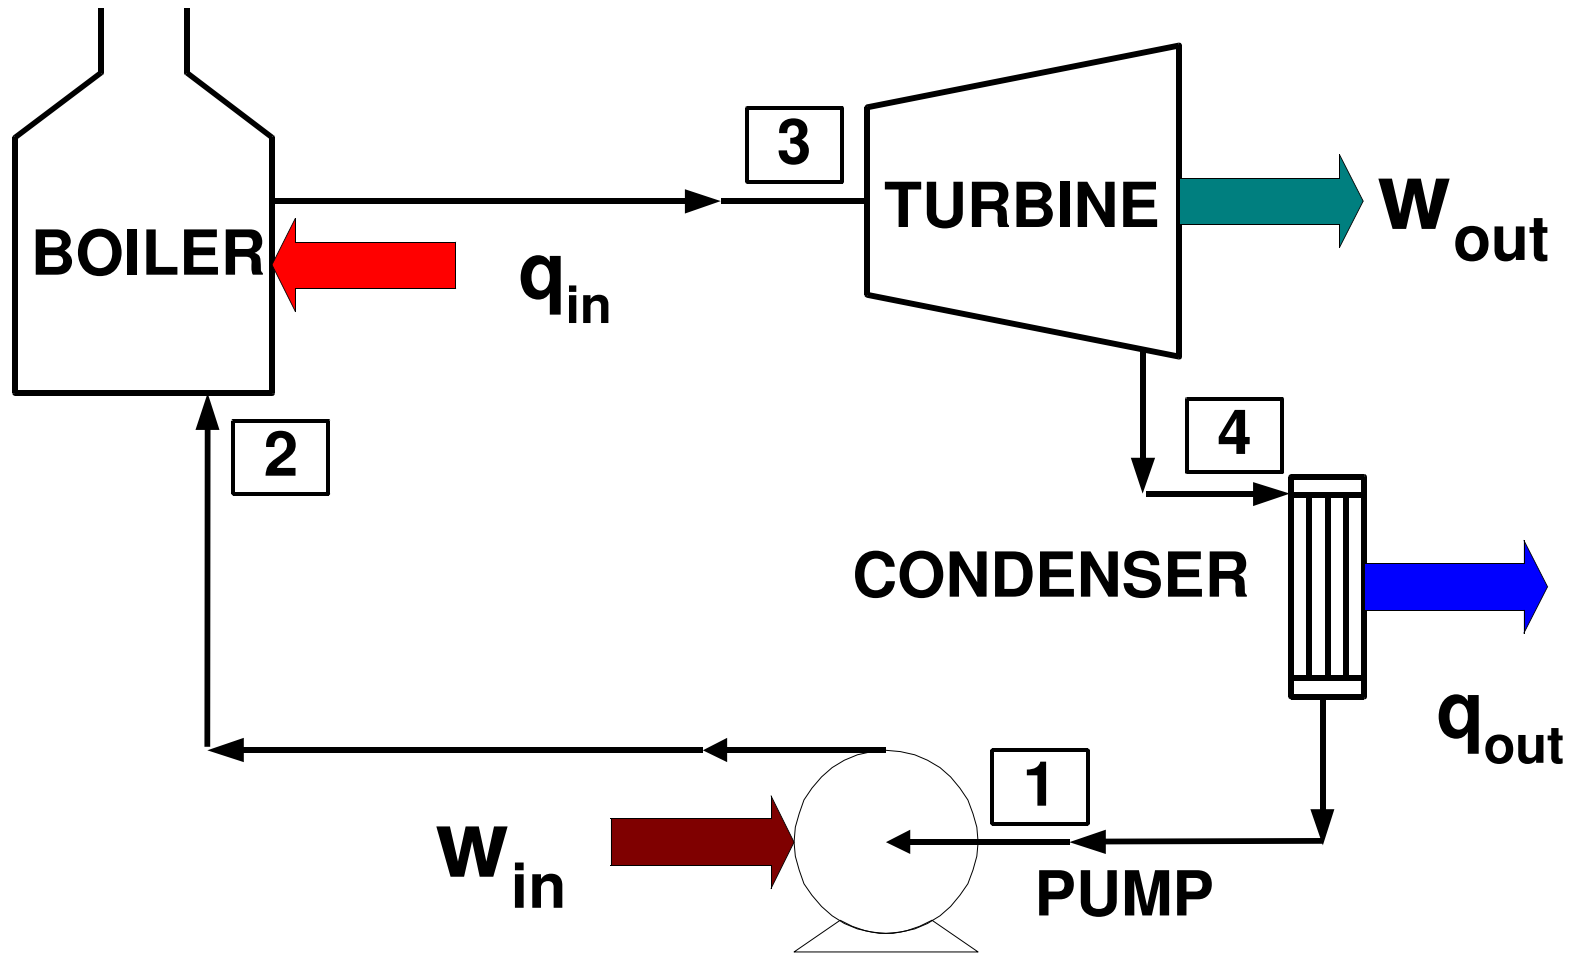 3
TURBINE
w out
BOILER
q in
4
2
CONDENSER
q out
1
w in
PUMP